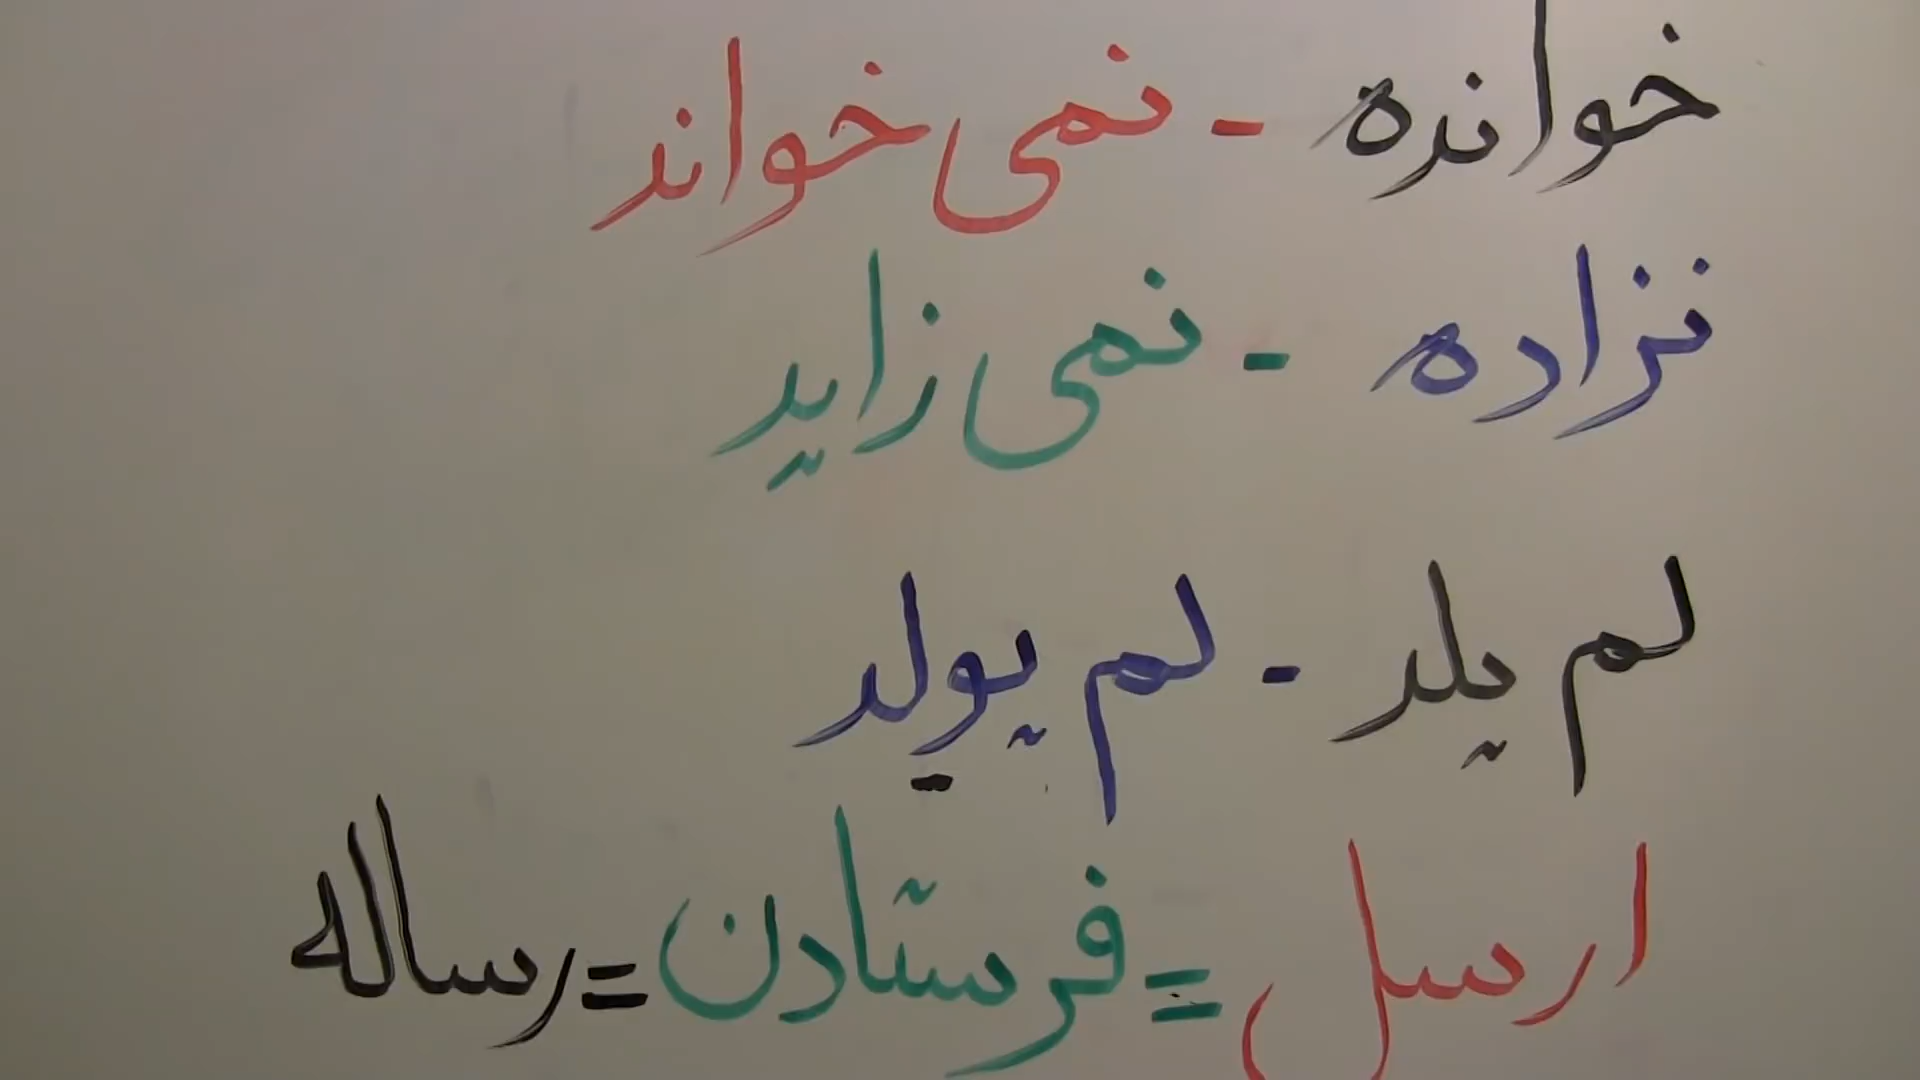 خوانده - نمی خواند
نزاده - نمی زاید
لم یلد - لم یولد
ارسل = فرستادن = رساله